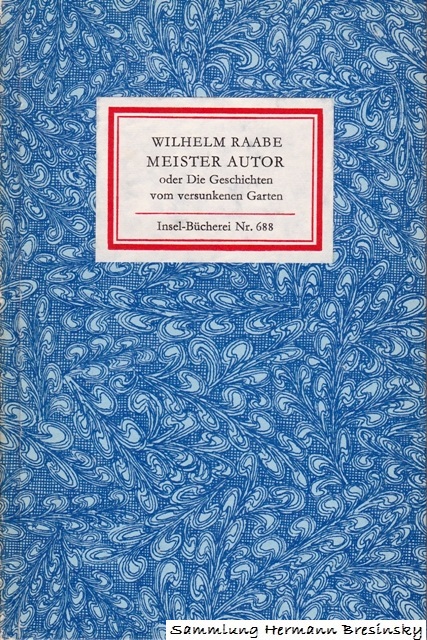 WILHELM RAABE
MEISTER AUTOR
oder Die Geschichten
vom versunkenen Garten
Insel-Bücherei Nr. 688
Sammlung Hermann Bresinsky